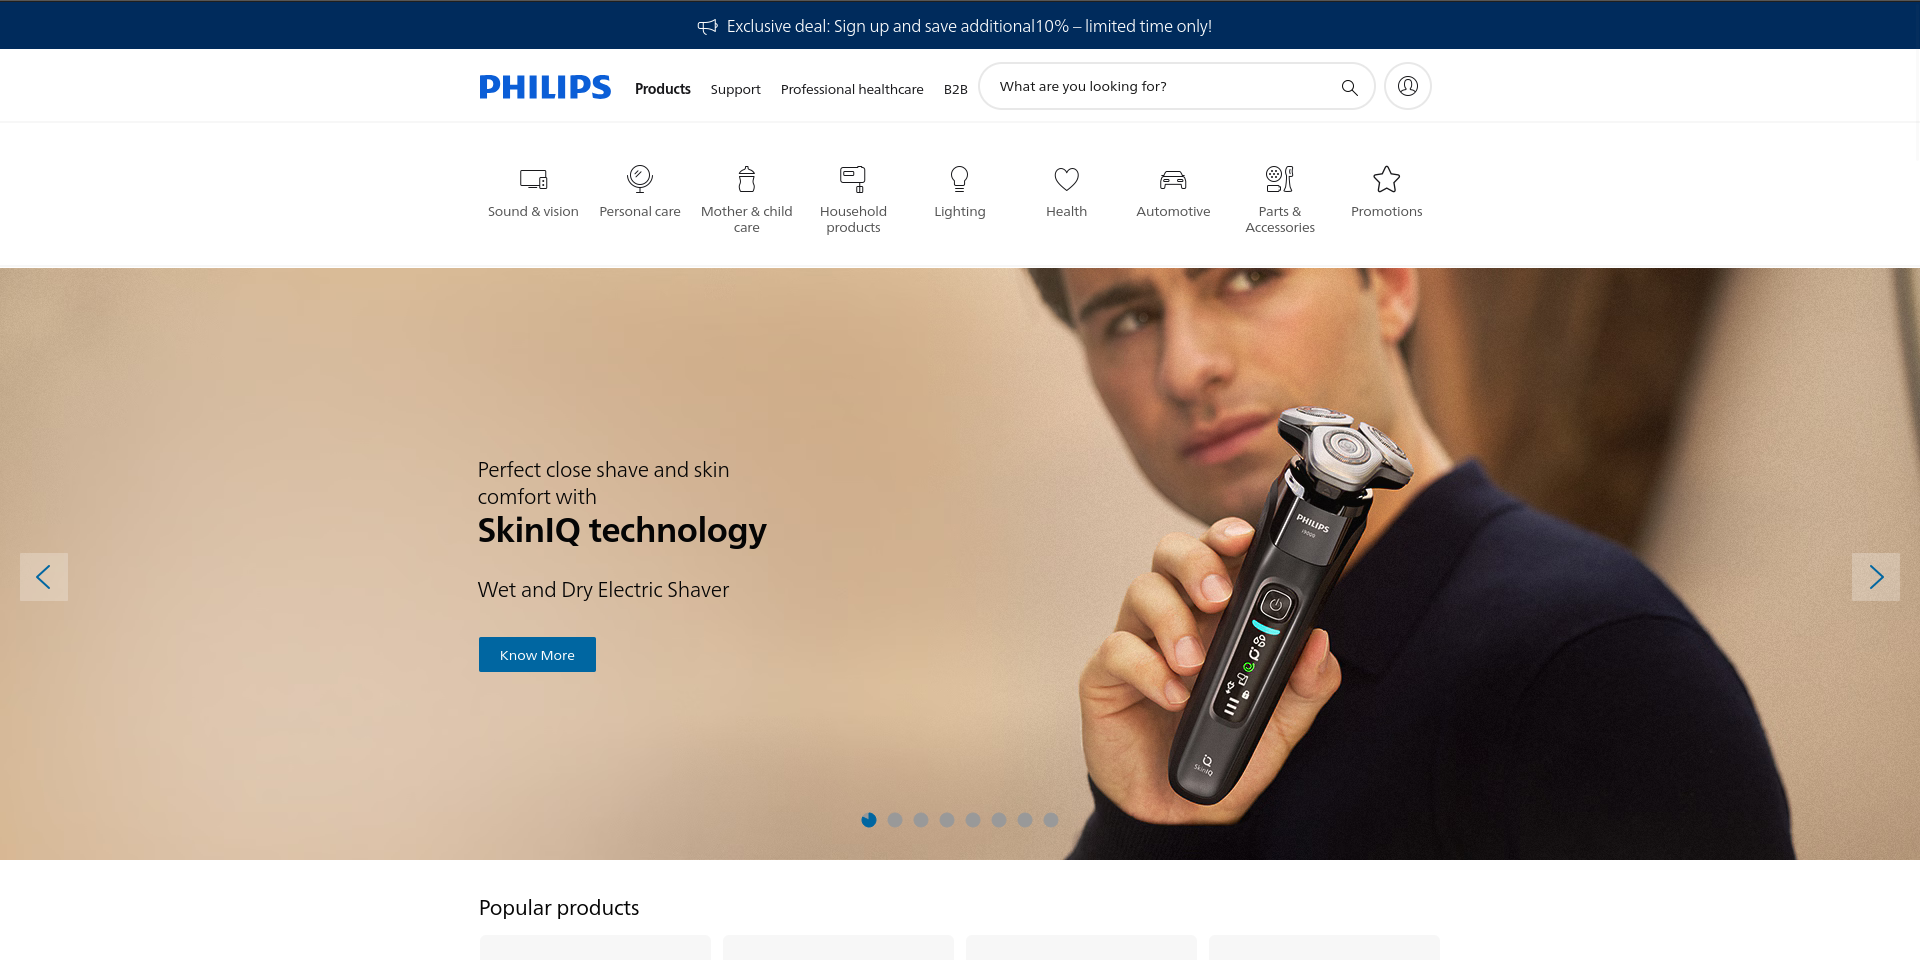 Exclusive deal: Sign up and save additional10% – limited time only!
PHILIPS
Products
Support
Professional healthcare
B2B
What are you looking for?
Sound & vision
Personal care
Mother & child
care
Household
products
Lighting
Health
Automotive
Parts &
Accessories
Promotions
Perfect close shave and skin
comfort with
SkinIQ technology
Wet and Dry Electric Shaver
Know More
PHILIPS
SkinIQ
Popular products